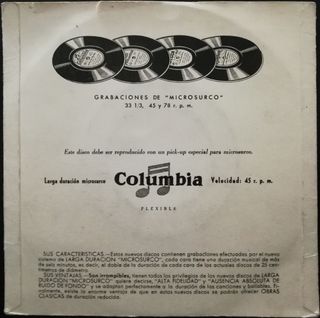 GRABACIONES DE "MICROSURCO"
33 1/3, 45 y 78 r. p. m.
Este disco debe ser reproducido con un pick-up especial para microsurco.
Larga duración microsurco Columbia Velocidad: 45 r. p. m.
FLEXIBLE
SUS CARACTERISTICAS.—Estos nuevos discos contienen grabaciones efectuadas por el nuevo
sistema de LARGA DURACION "MICROSURCO", cada cara tiene una duración musical de más
de seis minutos, es decir, el doble de la duración de cada cara de los actuales discos de 25 cen-
tímetros de diámetro.
SUS VENTAJAS.—Son irrompibles, tienen todos los privilegios de los nuevos discos de LARGA
DURACION "MICROSURCO" quiere decirse, "ALTA FIDELIDAD" y "AUSENCIA ABSOLUTA DE
RUIDO DE FONDO" y se adaptan perfectamente a la duración de las canciones y bailables. Fi-
nalmente, existe la enorme ventaja de que en estos nuevos discos se podrán ofrecer OBRAS
CLASICAS de duración reducida.